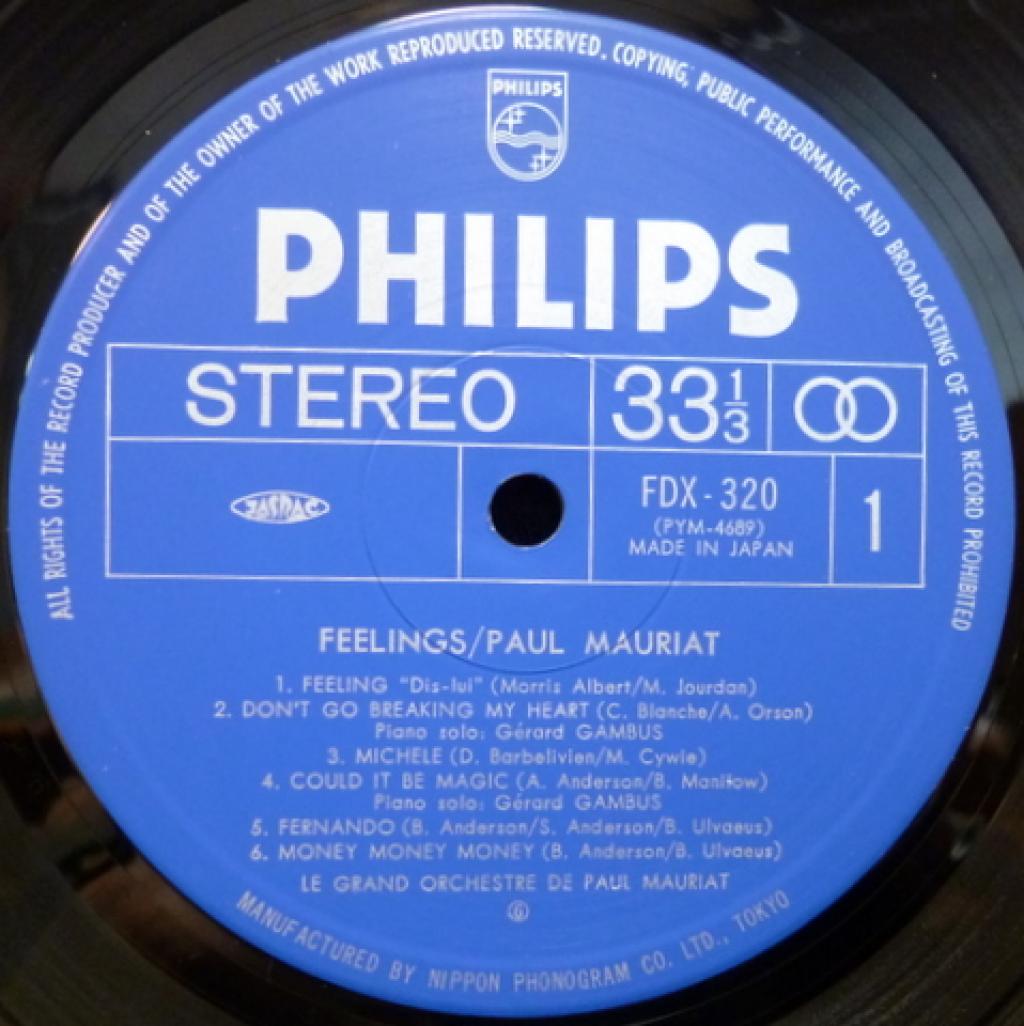 ALL RIGHTS OF THE RECORD PRODUCER AND OF THE OWNER OF THE WORK REPRODUCED RESERVED. COPYING, PUBLIC PERFORMANCE AND BROADCASTING OF THIS RECORD PROHIBITED
PHILIPS
PHILIPS
STEREO
33 1/3
JASRAC
FDX-320
(PYM-4689)
MADE IN JAPAN
1
FEELINGS/PAUL MAURIAT
1. FEELING "Dis-lui" (Morris Albert/M. Jourdan)
2. DON'T GO BREAKING MY HEART (C. Blanche/A. Orson)
Piano solo: Gérard GAMBUS
3. MICHELE (D. Barbelivien/M. Cywie)
4. COULD IT BE MAGIC (A. Anderson/B. Manilow)
Piano solo: Gérard GAMBUS
5. FERNANDO (B. Anderson/S. Anderson/B. Ulvaeus)
6. MONEY MONEY MONEY (B. Anderson/B. Ulvaeus)
LE GRAND ORCHESTRE DE PAUL MAURIAT
MANUFACTURED BY NIPPON PHONOGRAM CO. LTD., TOKYO